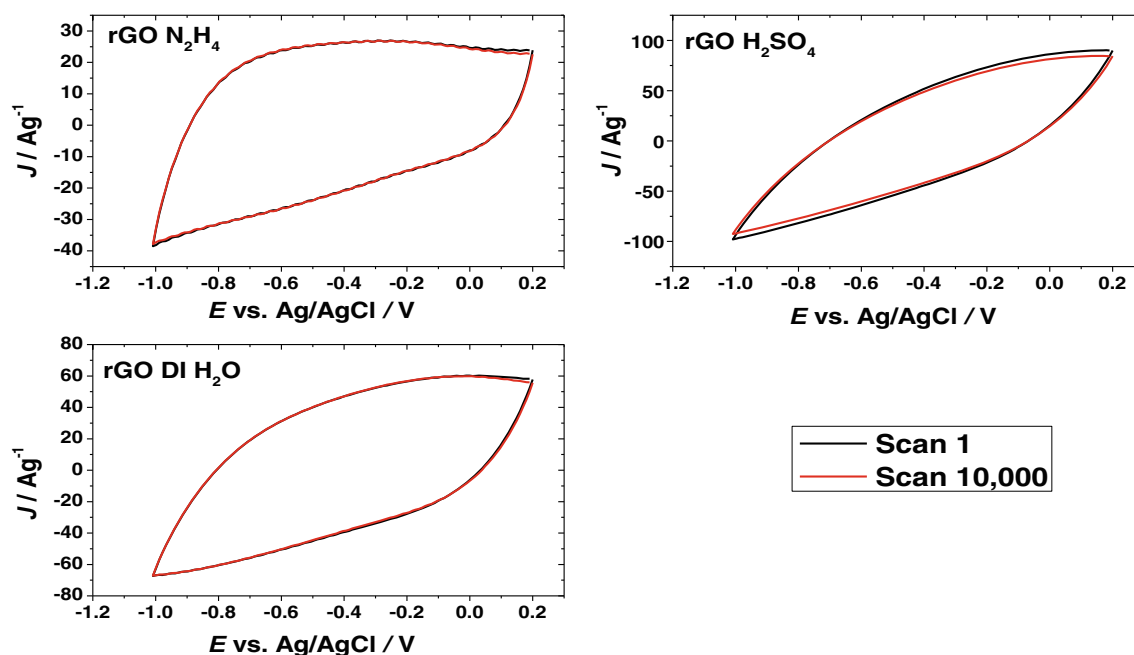 rGO N₂H₄
J / Ag⁻¹
30
20
10
0
-10
-20
-30
-40
-1.2 -1.0 -0.8 -0.6 -0.4 -0.2 0.0 0.2
E vs. Ag/AgCl / V
rGO H₂SO₄
J / Ag⁻¹
100
50
0
-50
-100
-1.2 -1.0 -0.8 -0.6 -0.4 -0.2 0.0 0.2
E vs. Ag/AgCl / V
rGO DI H₂O
J / Ag⁻¹
80
60
40
20
0
-20
-40
-60
-80
-1.2 -1.0 -0.8 -0.6 -0.4 -0.2 0.0 0.2
E vs. Ag/AgCl / V
Scan 1
Scan 10,000